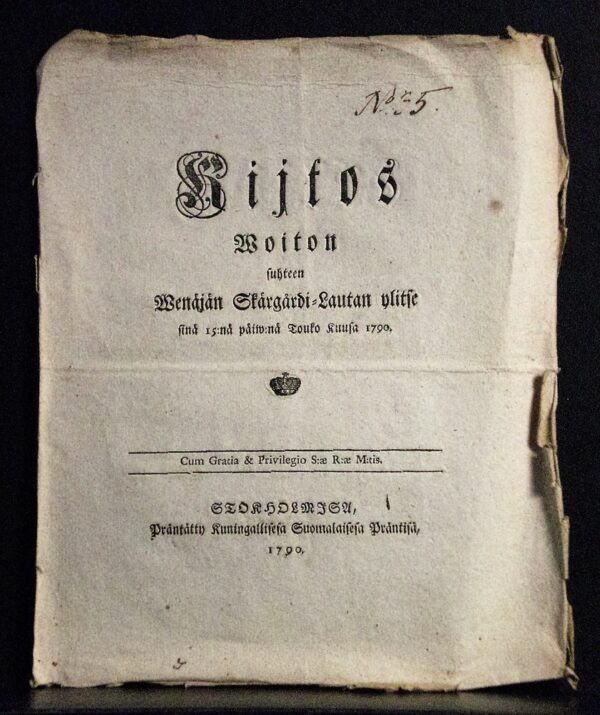 N:o 25.
Kijtos
Woiton
suhteen
Wenäjän Skärgårdi-Lautan ylitse
sinä 15:nä päiw:nä Touko Kuusa 1790.
Cum Gratia & Privilegio S:æ R:æ M:tis.
STOKHOLMISA,
Präntätty Kuningallisesa Suomalaisesa Präntisä,
1790.